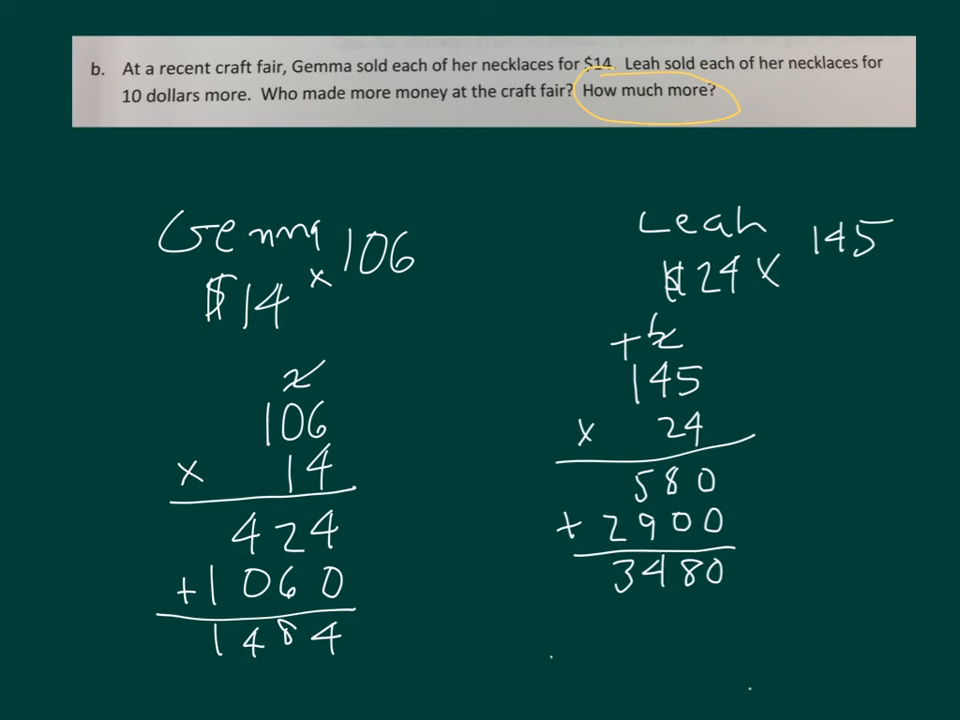 b. At a recent craft fair, Gemma sold each of her necklaces for $14. Leah sold each of her necklaces for
10 dollars more. Who made more money at the craft fair? How much more?
Gemma
$14 x 106
2
106
x 14
424
+1060
1484
Leah
$24 x 145
145
x 24
580
+2900
3480